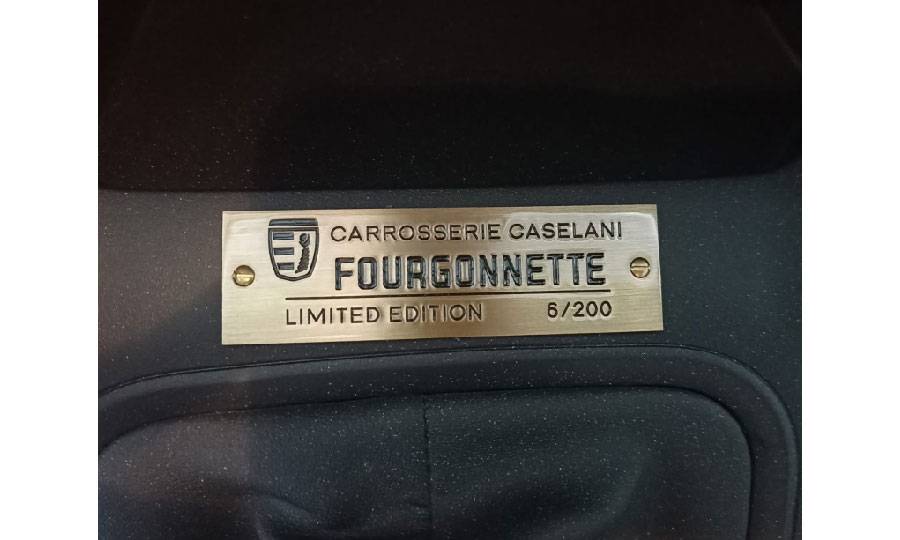 CARROSSERIE CASELANI
FOURGONNETTE
LIMITED EDITION 6/200